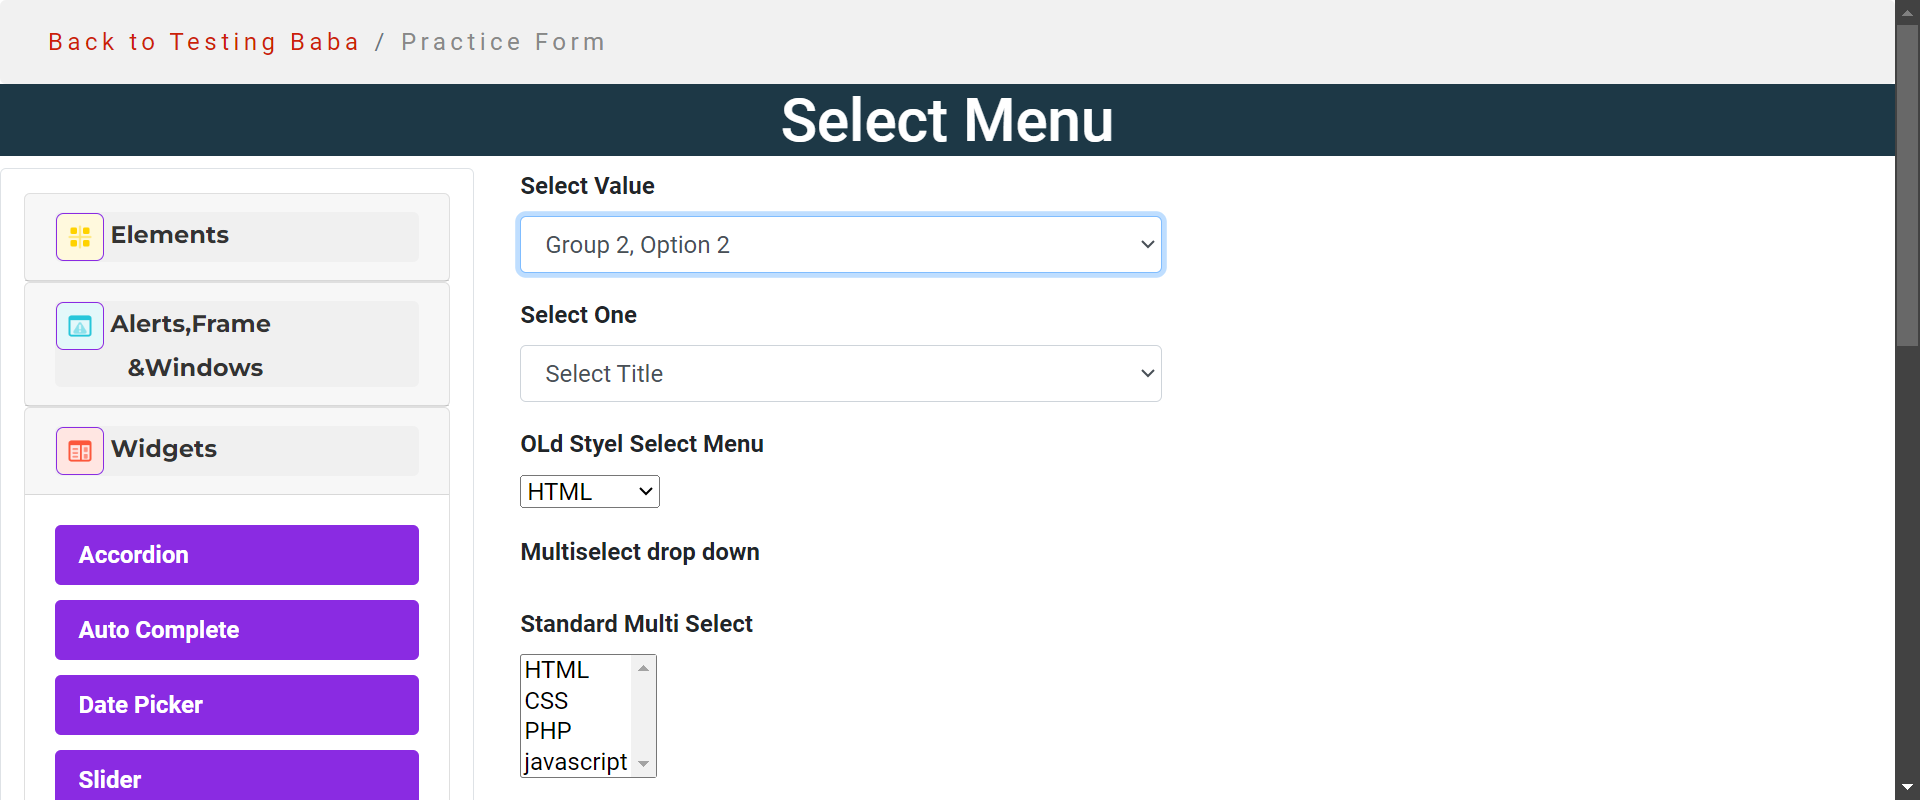 Back to Testing Baba / Practice Form
Select Menu
Elements
Alerts,Frame
&Windows
Widgets
Accordion
Auto Complete
Date Picker
Slider
Select Value
Group 2, Option 2
Select One
Select Title
OLd Styel Select Menu
HTML
Multiselect drop down
Standard Multi Select
HTML
CSS
PHP
javascript